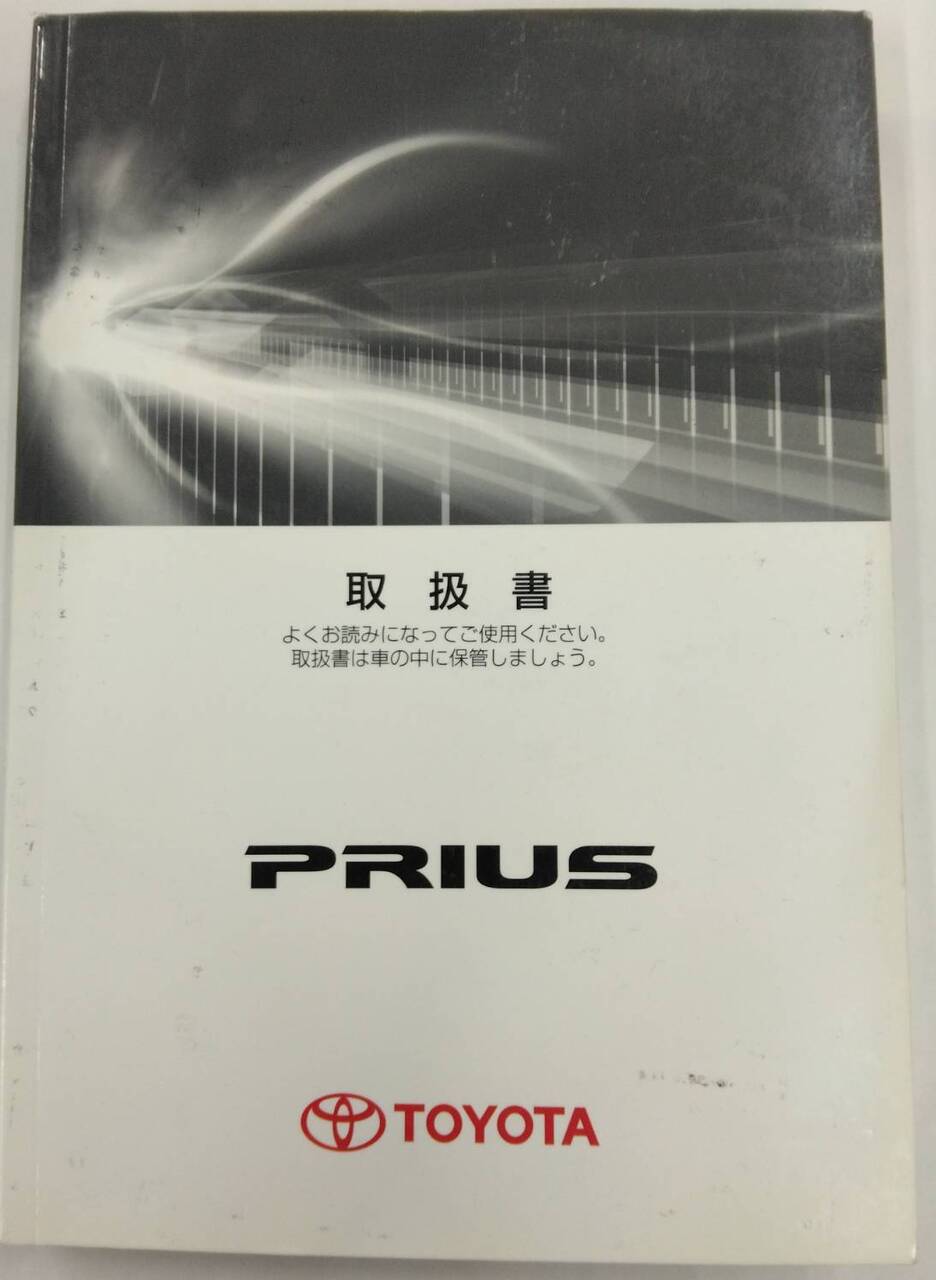 取扱書
よくお読みになってご使用ください。
取扱書は車の中に保管しましょう。
PRIUS
TOYOTA